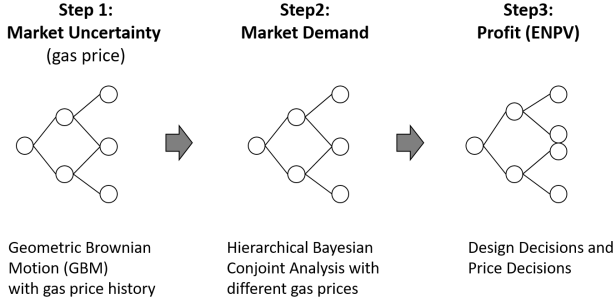 Step 1:
Market Uncertainty
(gas price)
Step2:
Market Demand
Step3:
Profit (ENPV)
Geometric Brownian
Motion (GBM)
with gas price history
Hierarchical Bayesian
Conjoint Analysis with
different gas prices
Design Decisions and
Price Decisions